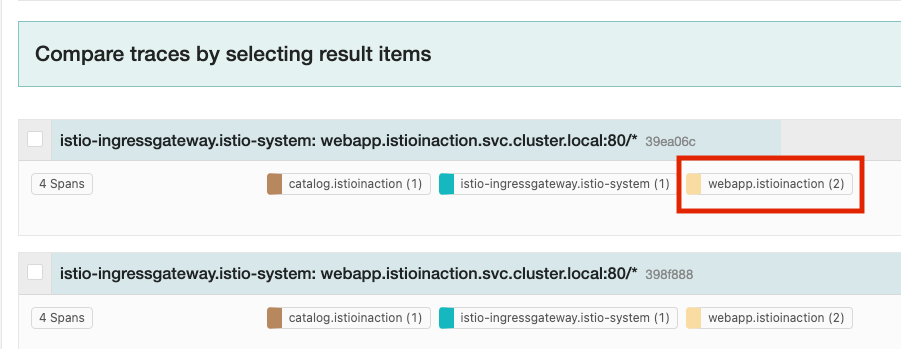 Compare traces by selecting result items
istio-ingressgateway.istio-system: webapp.istioinaction.svc.cluster.local:80/* 39ea06c
4 Spans catalog.istioinaction (1) istio-ingressgateway.istio-system (1) webapp.istioinaction (2)
istio-ingressgateway.istio-system: webapp.istioinaction.svc.cluster.local:80/* 398f888
4 Spans catalog.istioinaction (1) istio-ingressgateway.istio-system (1) webapp.istioinaction (2)